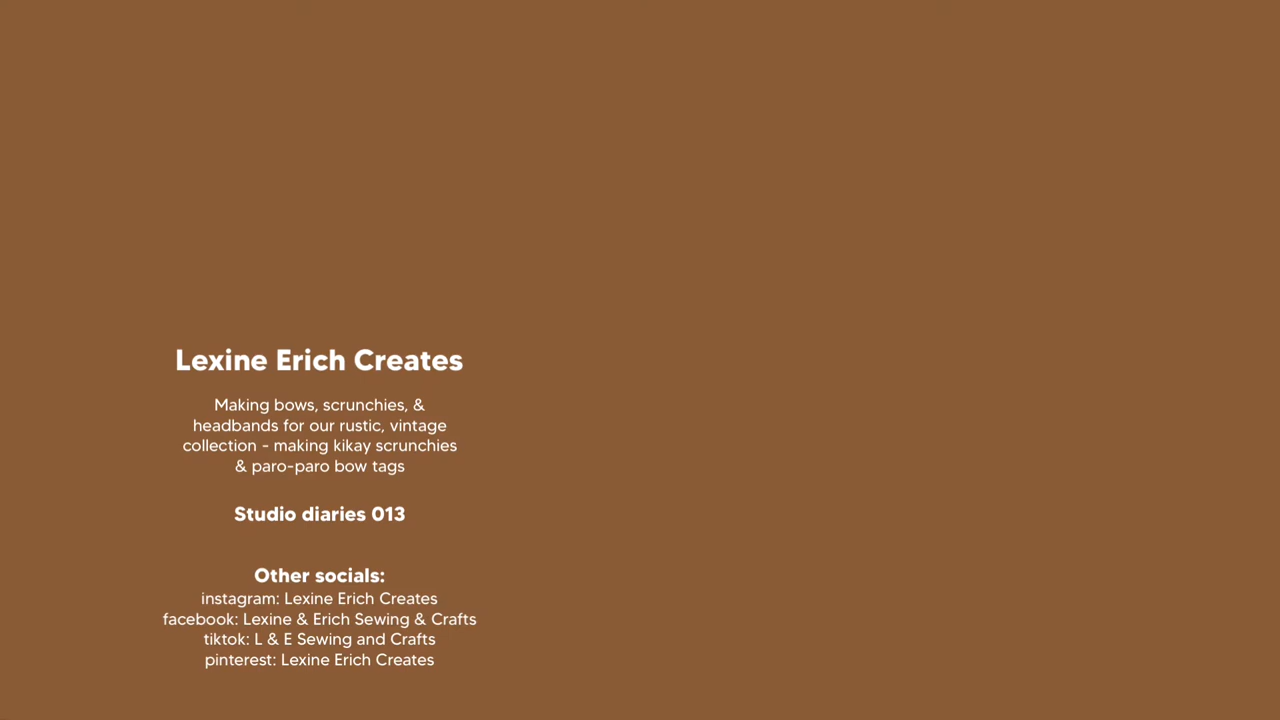 Lexine Erich Creates
Making bows, scrunchies, &
headbands for our rustic, vintage
collection - making kikay scrunchies
& paro-paro bow tags
Studio diaries 013
Other socials:
instagram: Lexine Erich Creates
facebook: Lexine & Erich Sewing & Crafts
tiktok: L & E Sewing and Crafts
pinterest: Lexine Erich Creates